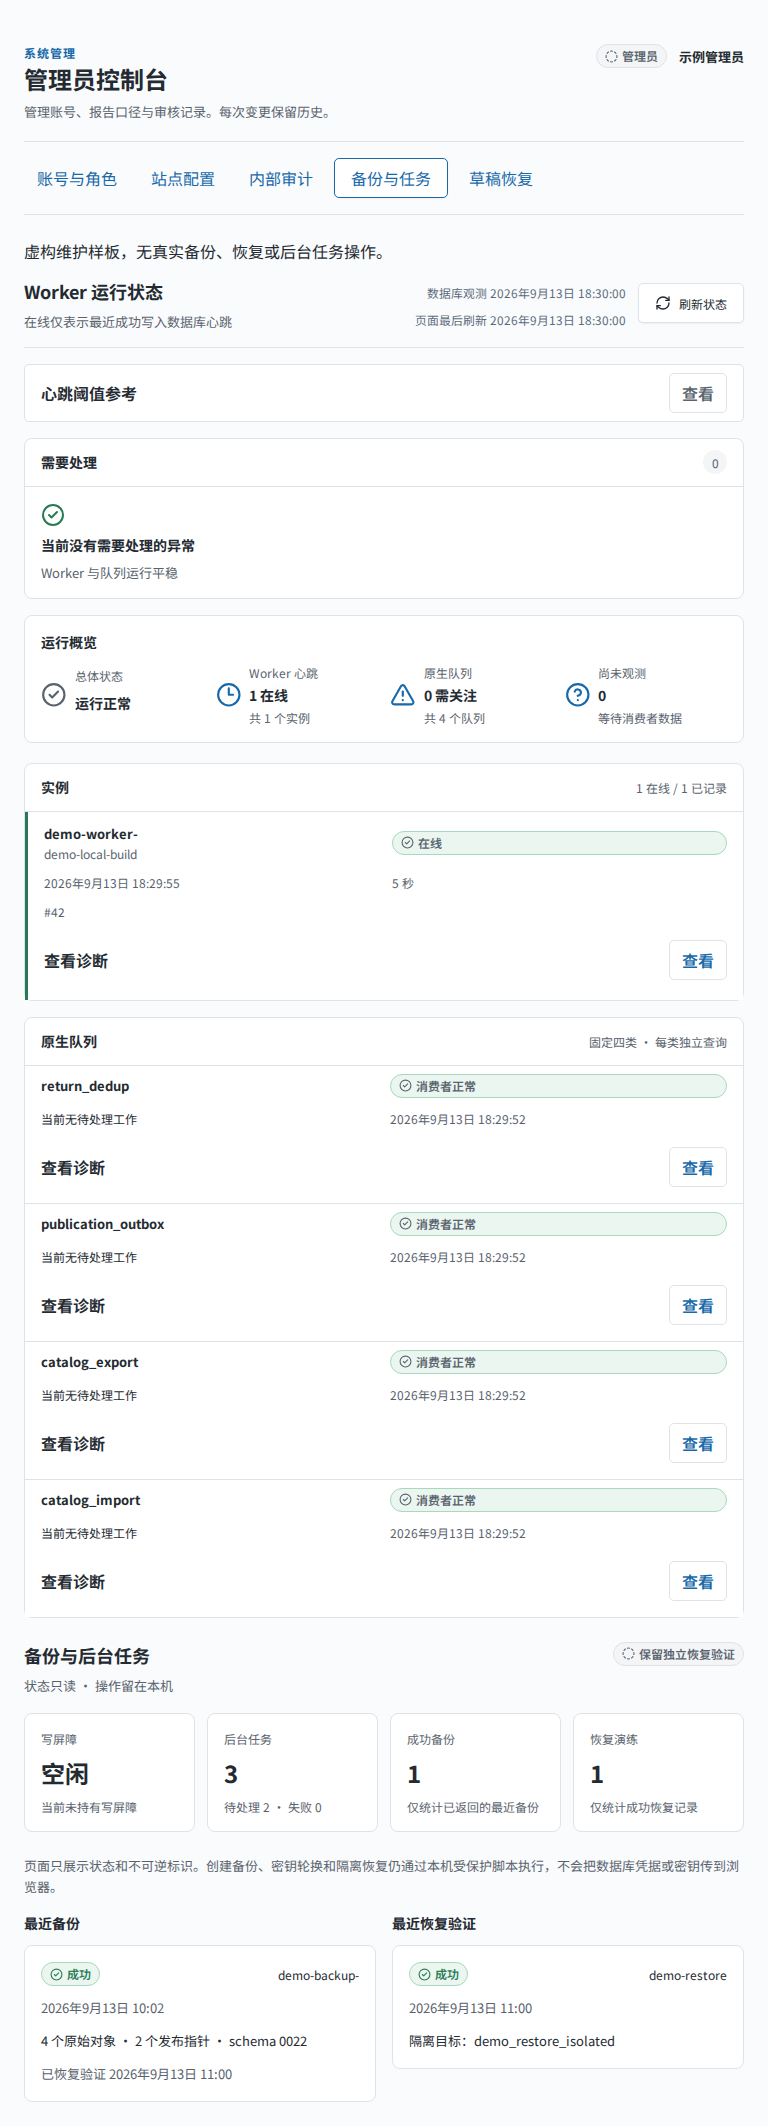 系统管理
管理员控制台
管理员
示例管理员
管理账号、报告口径与审核记录。每次变更保留历史。
账号与角色
站点配置
内部审计
备份与任务
草稿恢复
虚构维护样板，无真实备份、恢复或后台任务操作。
Worker 运行状态
在线仅表示最近成功写入数据库心跳
数据库观测 2026年9月13日 18:30:00
页面最后刷新 2026年9月13日 18:30:00
刷新状态
心跳阈值参考
查看
需要处理
0
当前没有需要处理的异常
Worker 与队列运行平稳
运行概览
总体状态
运行正常
Worker 心跳
1 在线
共 1 个实例
原生队列
0 需关注
共 4 个队列
尚未观测
0
等待消费者数据
实例
1 在线 / 1 已记录
demo-worker-
demo-local-build
在线
2026年9月13日 18:29:55
5 秒
#42
查看诊断
查看
原生队列
固定四类 · 每类独立查询
return_dedup
消费者正常
当前无待处理工作
2026年9月13日 18:29:52
查看诊断
查看
publication_outbox
消费者正常
当前无待处理工作
2026年9月13日 18:29:52
查看诊断
查看
catalog_export
消费者正常
当前无待处理工作
2026年9月13日 18:29:52
查看诊断
查看
catalog_import
消费者正常
当前无待处理工作
2026年9月13日 18:29:52
查看诊断
查看
备份与后台任务
保留独立恢复验证
状态只读 · 操作留在本机
写屏障
空闲
当前未持有写屏障
后台任务
3
待处理 2 · 失败 0
成功备份
1
仅统计已返回的最近备份
恢复演练
1
仅统计成功恢复记录
页面只展示状态和不可逆标识。创建备份、密钥轮换和隔离恢复仍通过本机受保护脚本执行，不会把数据库凭据或密钥传到浏
览器。
最近备份
成功
demo-backup-
2026年9月13日 10:02
4 个原始对象 · 2 个发布指针 · schema 0022
已恢复验证 2026年9月13日 11:00
最近恢复验证
成功
demo-restore
2026年9月13日 11:00
隔离目标：demo_restore_isolated